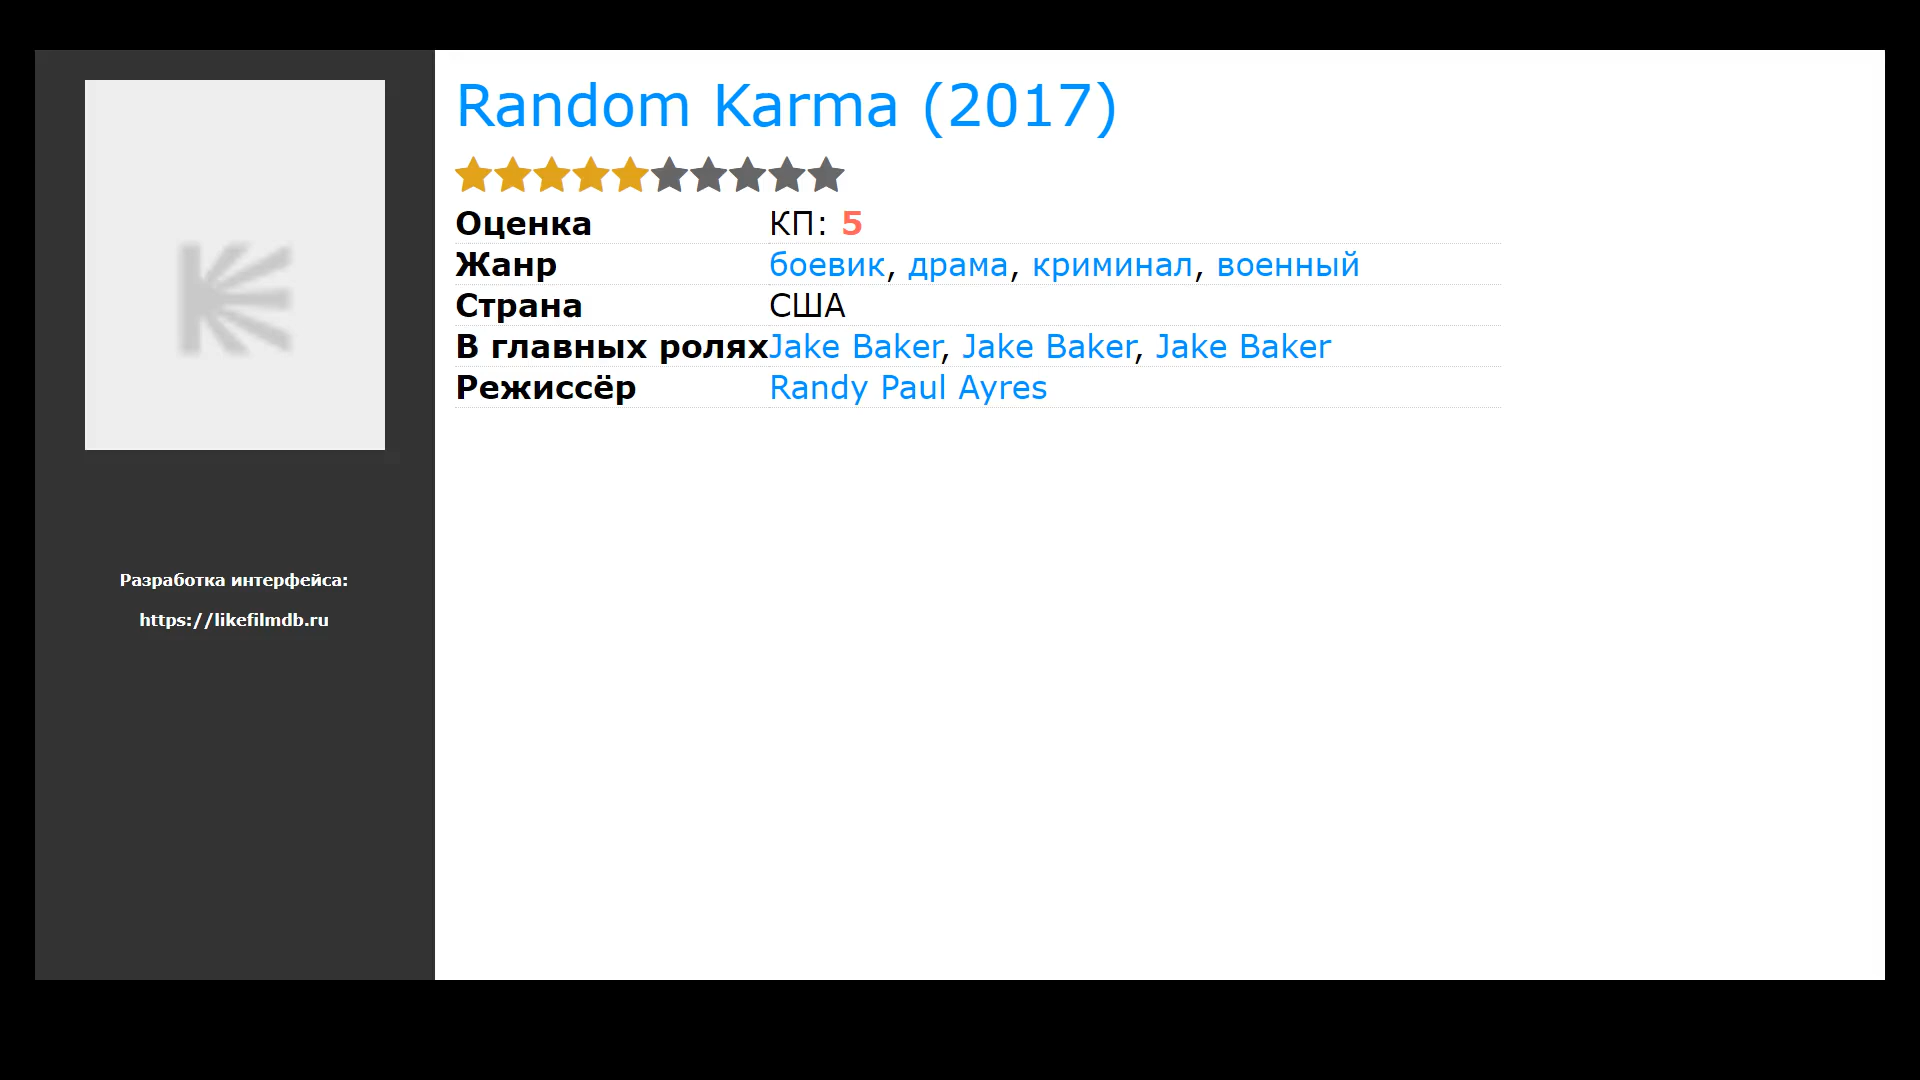 Random Karma (2017)
Оценка КП: 5
Жанр боевик, драма, криминал, военный
Страна США
В главных ролях Jake Baker, Jake Baker, Jake Baker
Режиссёр Randy Paul Ayres
Разработка интерфейса:
https://likefilmdb.ru